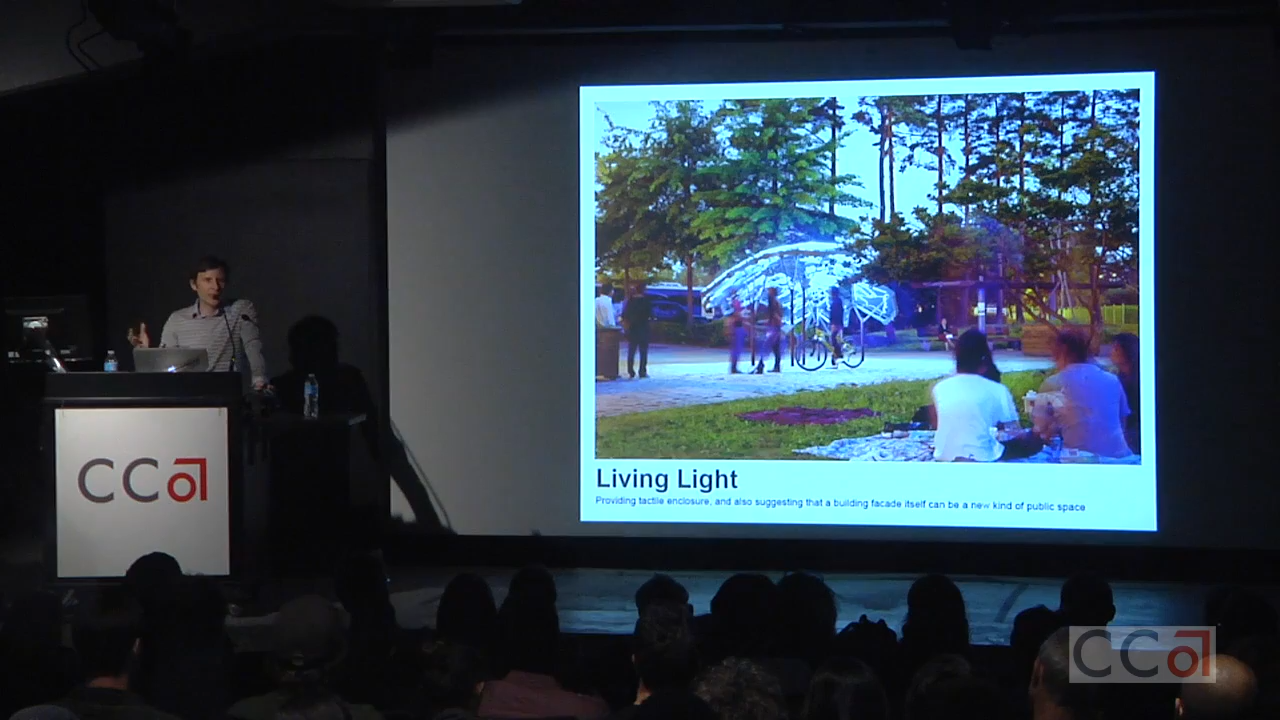 CCa
Living Light
Providing tactile enclosure, and also suggesting that a building facade itself can be a new kind of public space
CCa